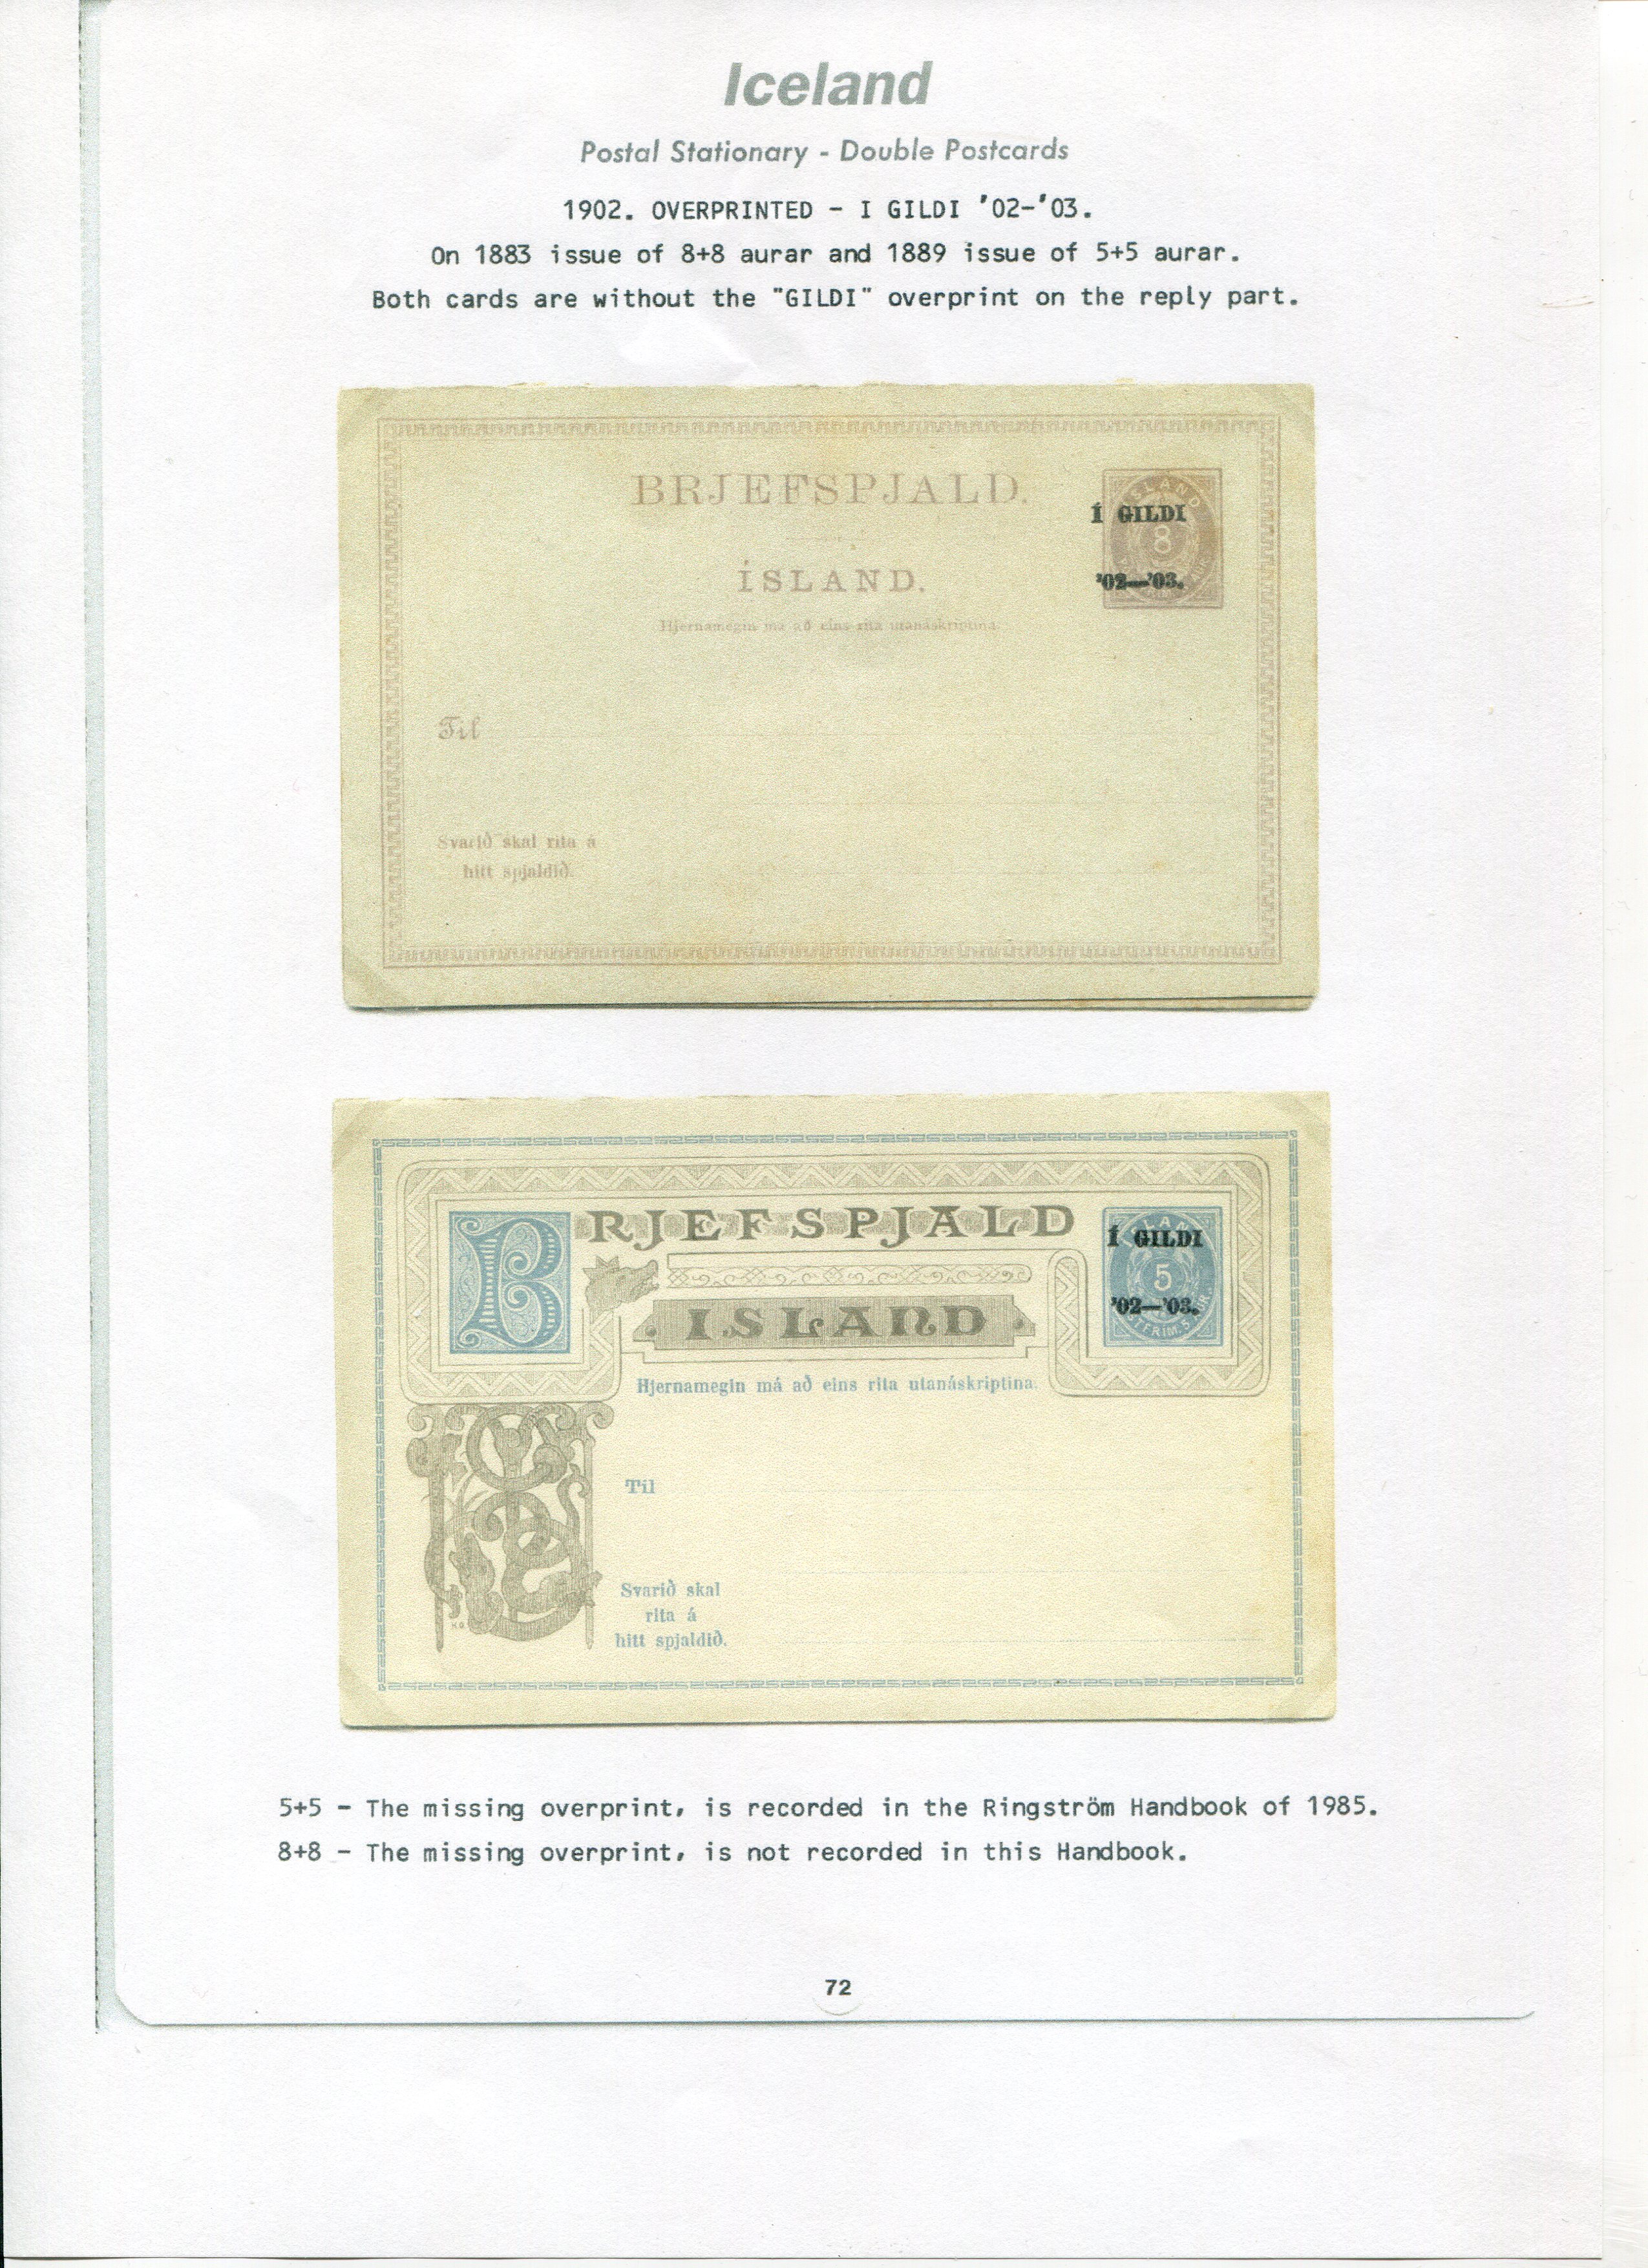 Iceland
Postal Stationary - Double Postcards
1902. OVERPRINTED - I GILDI '02-'03.
On 1883 issue of 8+8 aurar and 1889 issue of 5+5 aurar.
Both cards are without the "GILDI" overprint on the reply part.
BRJEFSPJALD.
ÍSLAND
Í GILDI
8
'02—'03.
ÍSLAND.
Hjernamegin má að eins rita utanáskriptina.
Til
Svarið skal rita á
hitt spjaldið.
BRJEFSPJALD
ISLAND
Í GILDI
5
'02—'03.
ISLAND
Hjernamegin má að eins rita utanáskriptina.
Til
Svarið skal
rita á
hitt spjaldið.
5+5 - The missing overprint, is recorded in the Ringström Handbook of 1985.
8+8 - The missing overprint, is not recorded in this Handbook.
72